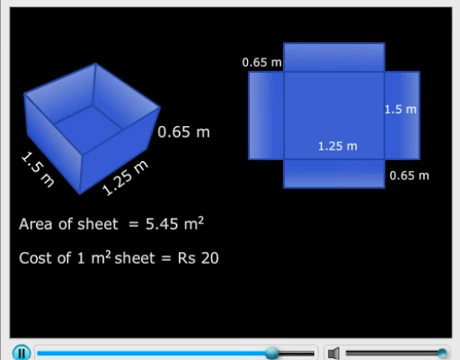 0.65 m
0.65 m
1.5 m
1.5 m
1.25 m
1.25 m
0.65 m
Area of sheet = 5.45 m²
Cost of 1 m² sheet = Rs 20